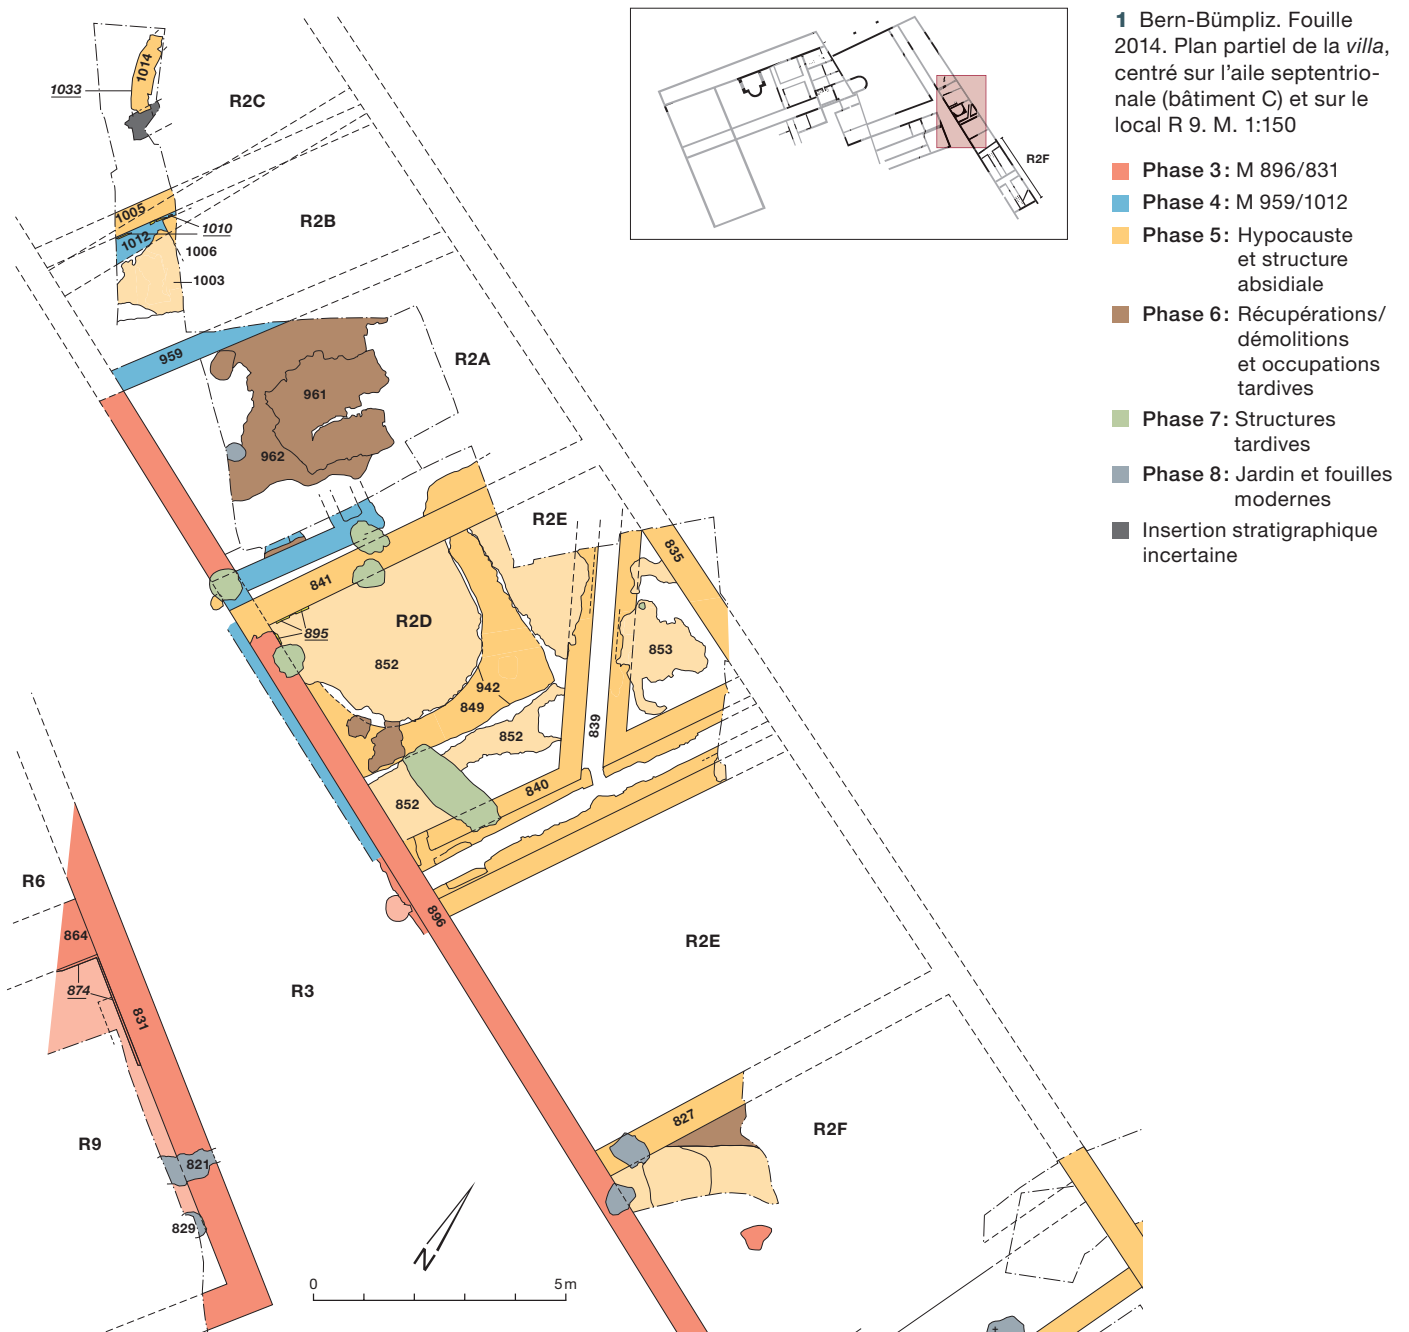 1 Bern-Bümpliz. Fouille
2014. Plan partiel de la villa,
centré sur l'aile septentrio-
nale (bâtiment C) et sur le
local R 9. M. 1:150
Phase 3: M 896/831
Phase 4: M 959/1012
Phase 5: Hypocauste
et structure
absidiale
Phase 6: Récupérations/
démolitions
et occupations
tardives
Phase 7: Structures
tardives
Phase 8: Jardin et fouilles
modernes
Insertion stratigraphique
incertaine
R2F
1014
1033
R2C
1005
1010
R2B
1012
1006
1003
959
R2A
961
962
R2E
835
841
R2D
895
852
853
942
849
839
852
840
852
R6
896
864
R2E
874
R3
831
827
R2F
R9
821
829
N
0
5 m